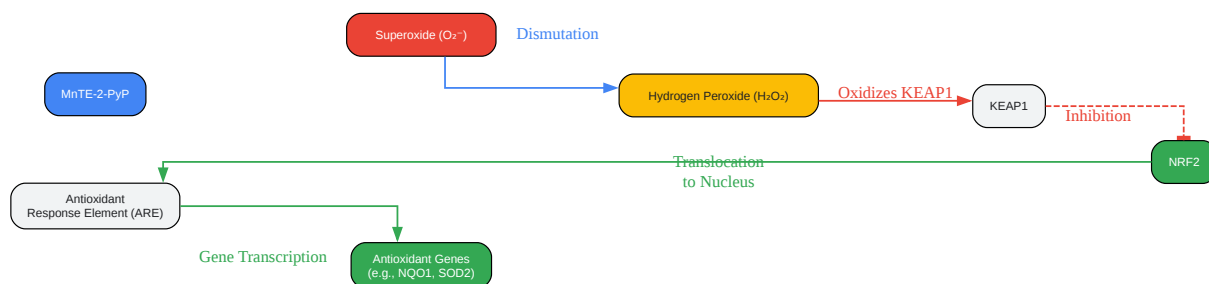 Superoxide (O₂⁻)
Dismutation
MnTE-2-PyP
Hydrogen Peroxide (H₂O₂)
Oxidizes KEAP1
KEAP1
Inhibition
NRF2
Translocation
to Nucleus
Antioxidant
Response Element (ARE)
Gene Transcription
Antioxidant Genes
(e.g., NQO1, SOD2)